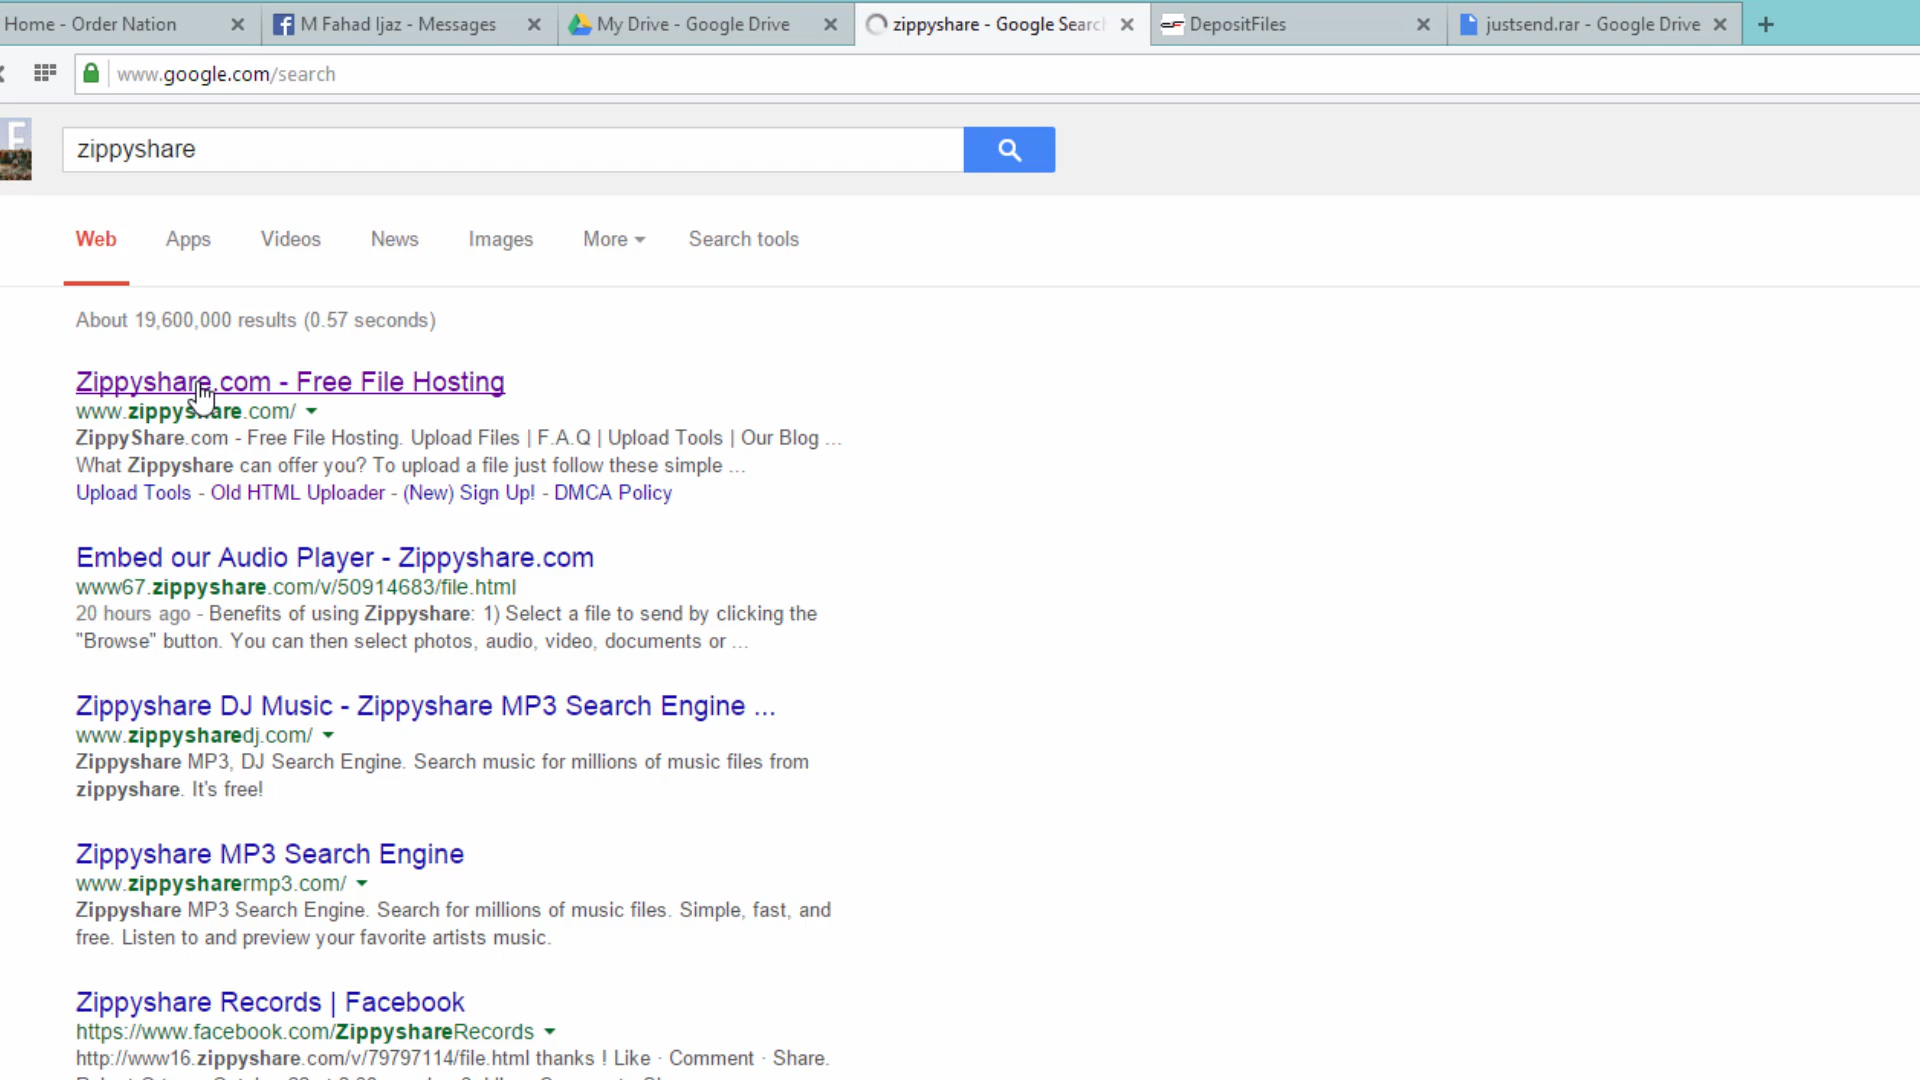 Home - Order Nation
M Fahad Ijaz - Messages
My Drive - Google Drive
zippyshare - Google Search
DepositFiles
justsend.rar - Google Drive
www.google.com/search
zippyshare
Web Apps Videos News Images More Search tools
About 19,600,000 results (0.57 seconds)
Zippyshare.com - Free File Hosting
www.zippyshare.com/
ZippyShare.com - Free File Hosting. Upload Files | F.A.Q | Upload Tools | Our Blog ...
What Zippyshare can offer you? To upload a file just follow these simple ...
Upload Tools - Old HTML Uploader - (New) Sign Up! - DMCA Policy
Embed our Audio Player - Zippyshare.com
www67.zippyshare.com/v/50914683/file.html
20 hours ago - Benefits of using Zippyshare: 1) Select a file to send by clicking the
"Browse" button. You can then select photos, audio, video, documents or ...
Zippyshare DJ Music - Zippyshare MP3 Search Engine ...
www.zippysharedj.com/
Zippyshare MP3, DJ Search Engine. Search music for millions of music files from
zippyshare. It's free!
Zippyshare MP3 Search Engine
www.zippysharermp3.com/
Zippyshare MP3 Search Engine. Search for millions of music files. Simple, fast, and
free. Listen to and preview your favorite artists music.
Zippyshare Records | Facebook
https://www.facebook.com/ZippyshareRecords
http://www16.zippyshare.com/v/79797114/file.html thanks ! Like · Comment · Share.